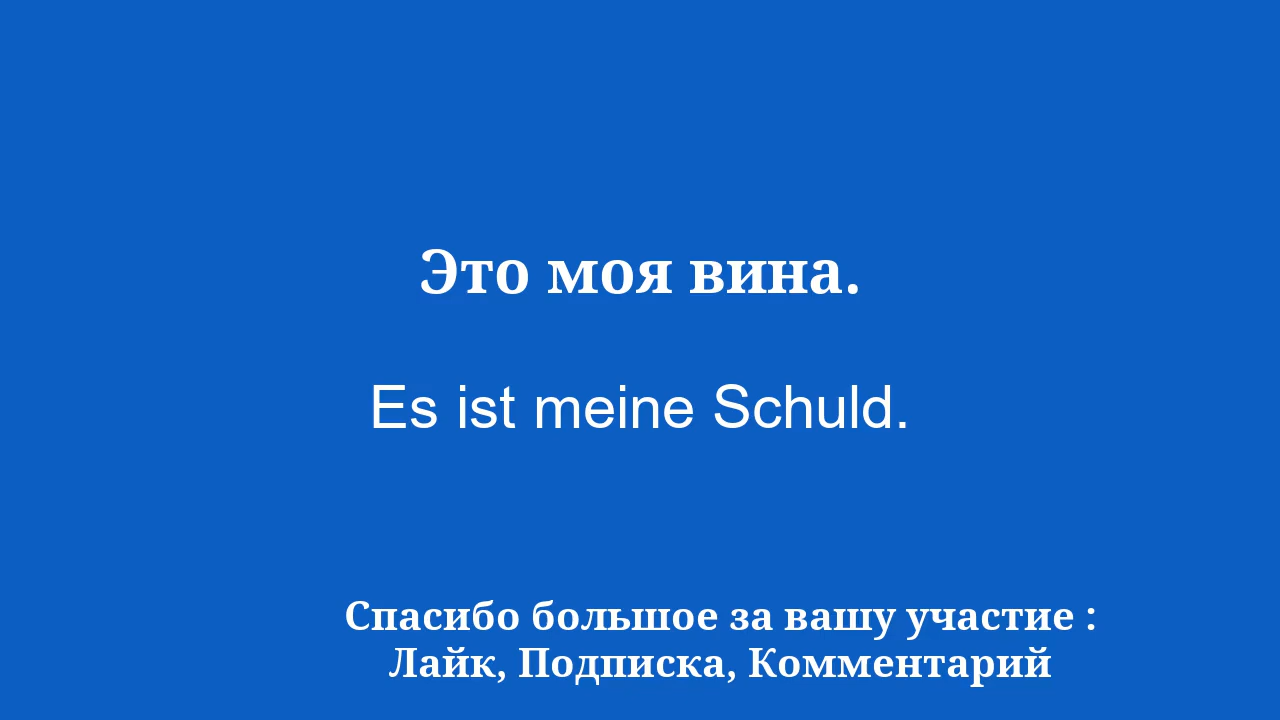 Это моя вина.
Es ist meine Schuld.
Спасибо большое за вашу участие :
Лайк, Подписка, Комментарий